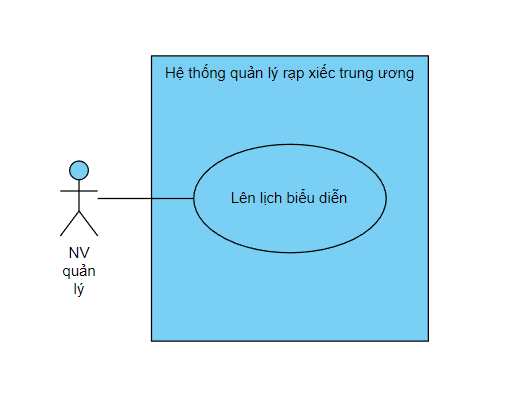 Hệ thống quản lý rạp xiếc trung ương
Lên lịch biểu diễn
NV
quản
lý